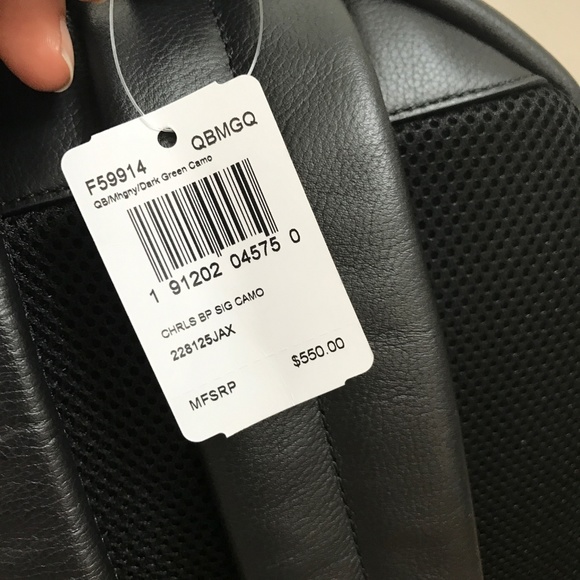 F59914 QBMGQ
QB/Mhgny/Dark Green Camo
1 91202 04575 0
CHRLS BP SIG CAMO
228125JAX
MFSRP $550.00